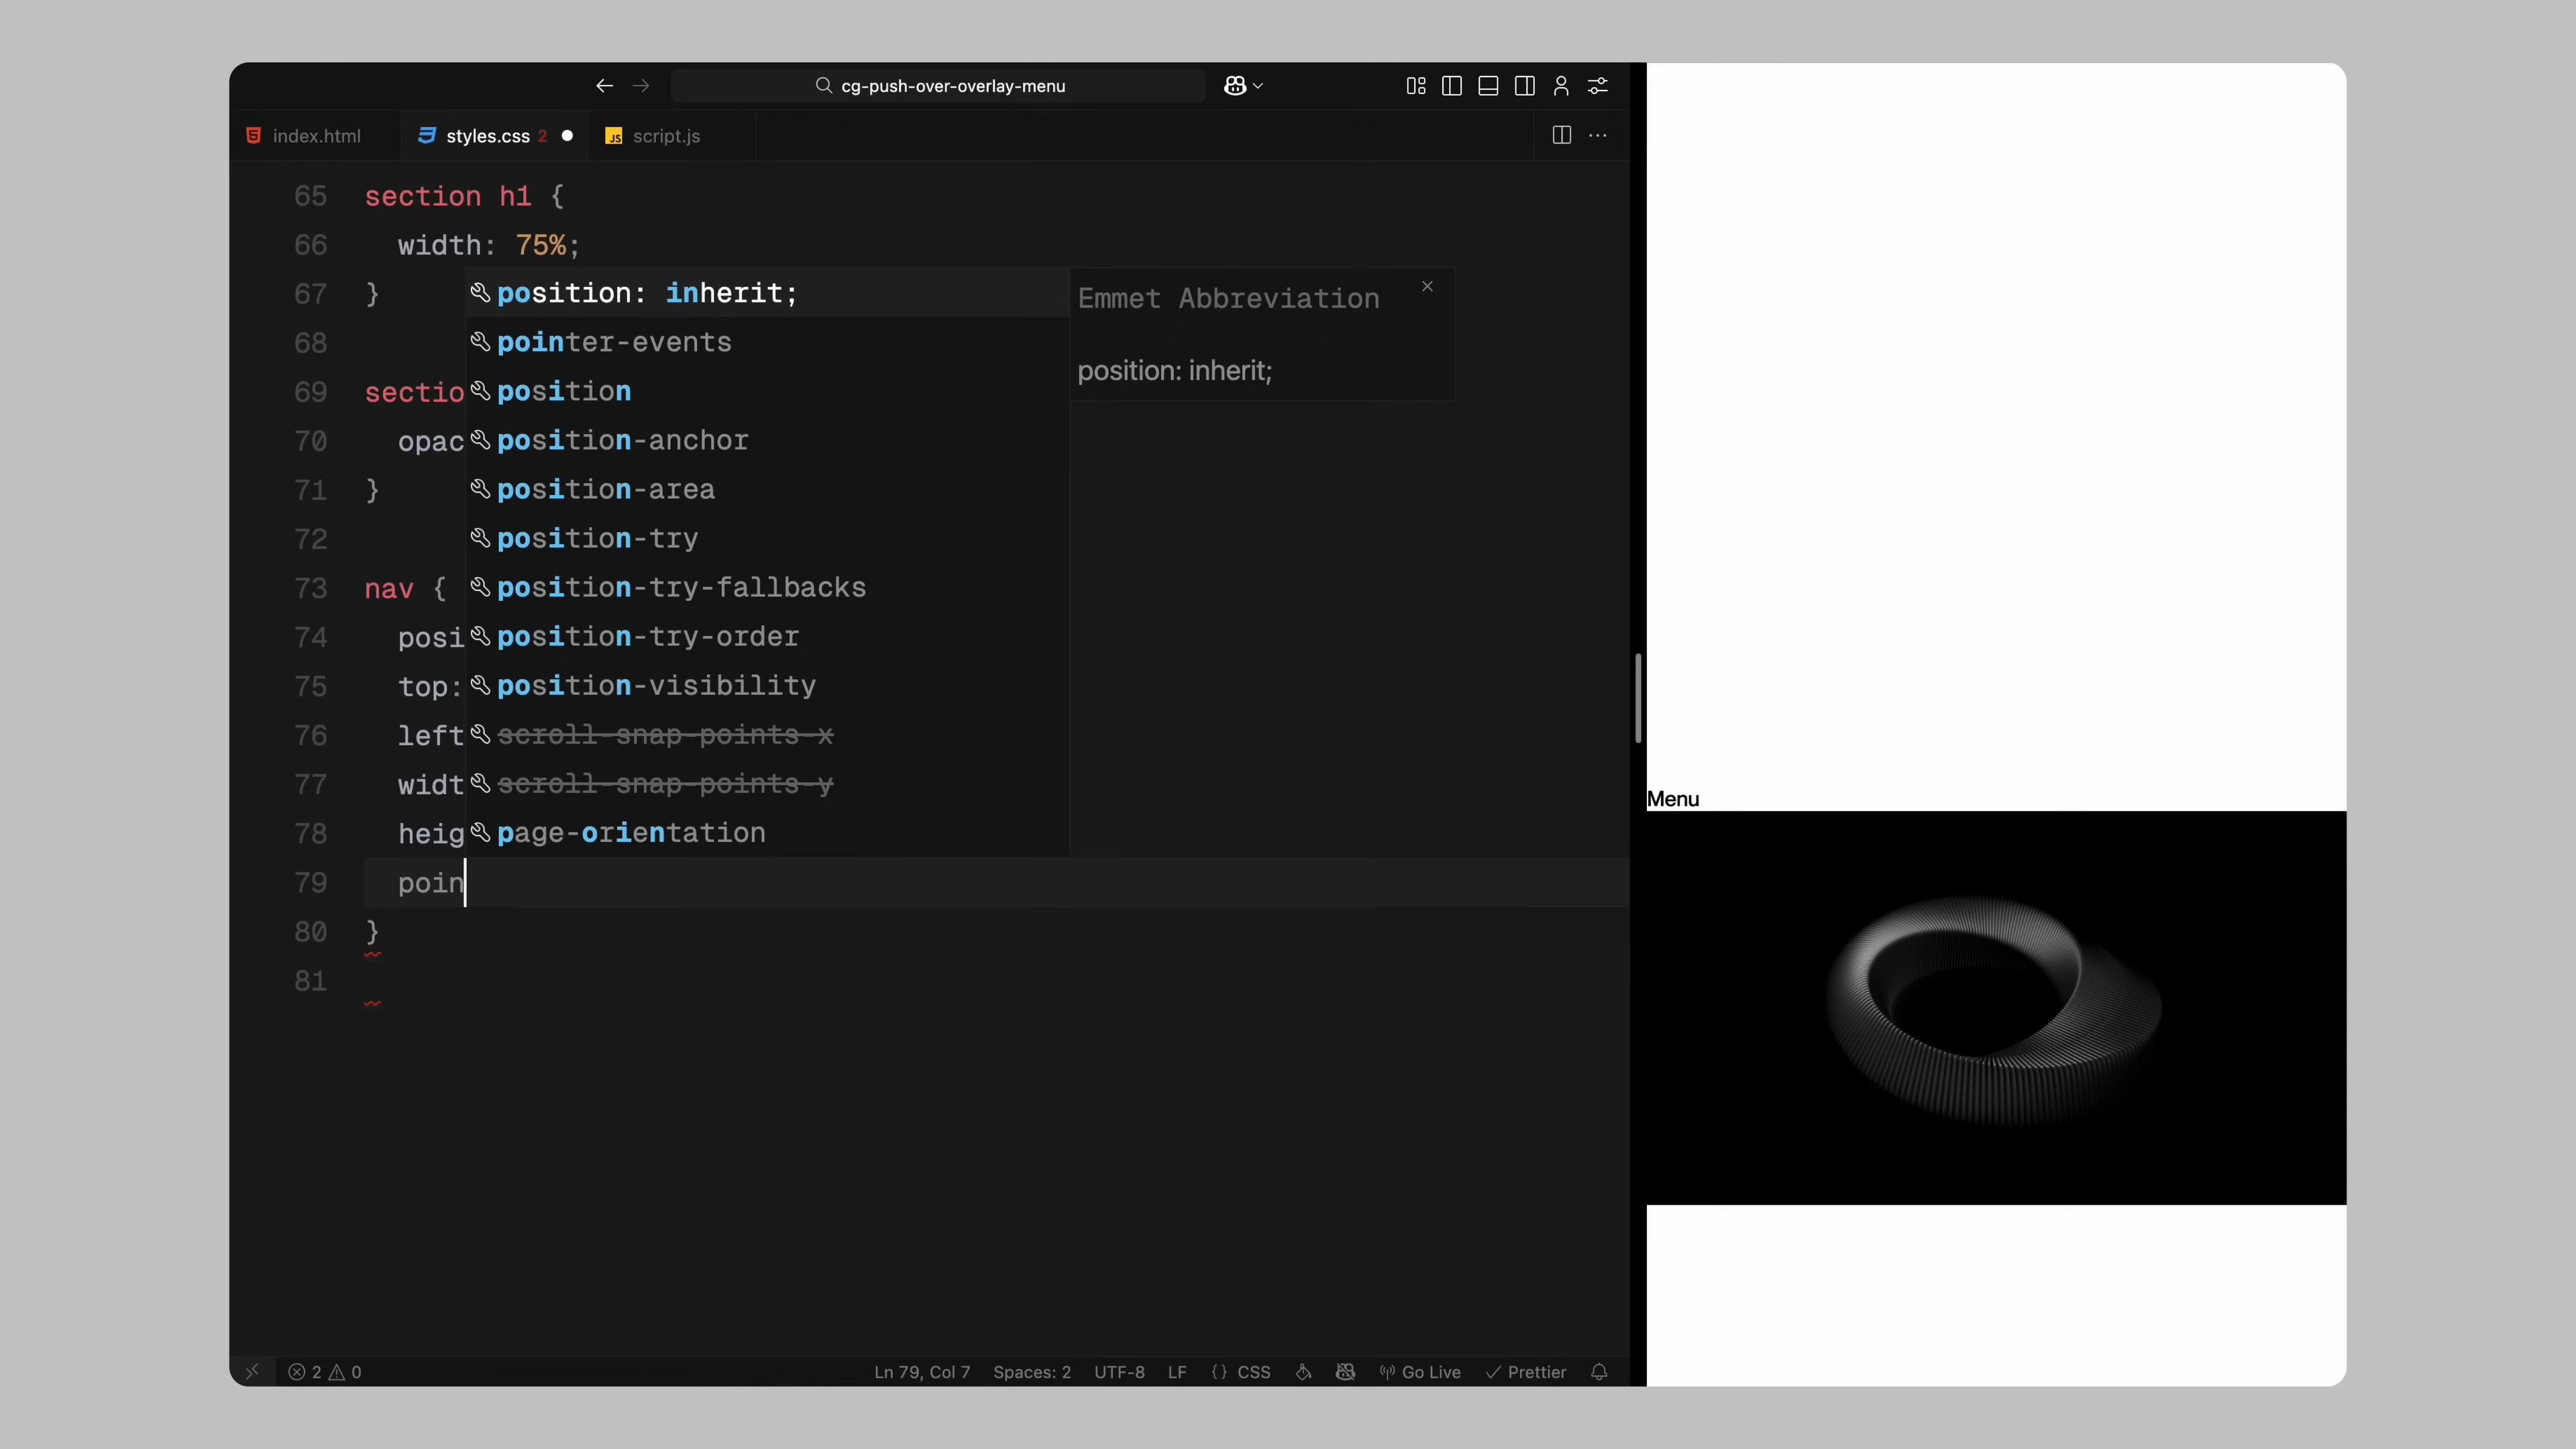 cg-push-over-overlay-menu
index.html
styles.css 2
JS script.js
65 section h1 {
66 width: 75%;
67 }
position: inherit;
Emmet Abbreviation
position: inherit;
68
pointer-events
69 sectio
position
70 opac
position-anchor
71 }
position-area
72
position-try
73 nav {
position-try-fallbacks
74 posi
position-try-order
75 top:
position-visibility
76 left
scroll-snap-points-x
77 widt
scroll-snap-points-y
78 heig
page-orientation
79 poin
80 }
81
Menu
2 0
Ln 79, Col 7 Spaces: 2 UTF-8 LF {} CSS Go Live Prettier